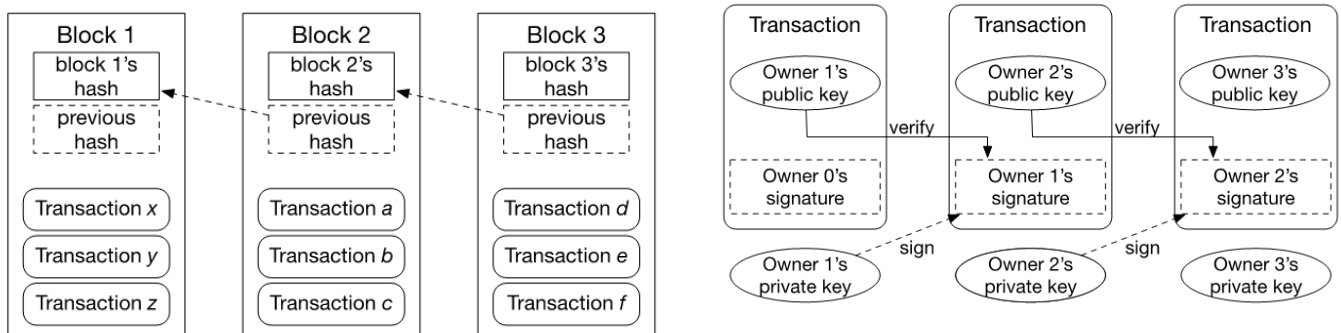 Block 1
block 1's
hash
previous
hash
Transaction x
Transaction y
Transaction z
Block 2
block 2's
hash
previous
hash
Transaction a
Transaction b
Transaction c
Block 3
block 3's
hash
previous
hash
Transaction d
Transaction e
Transaction f
Transaction
Owner 1's
public key
verify
Owner 0's
signature
Owner 1's
private key
sign
Transaction
Owner 2's
public key
verify
Owner 1's
signature
Owner 2's
private key
sign
Transaction
Owner 3's
public key
Owner 2's
signature
Owner 3's
private key